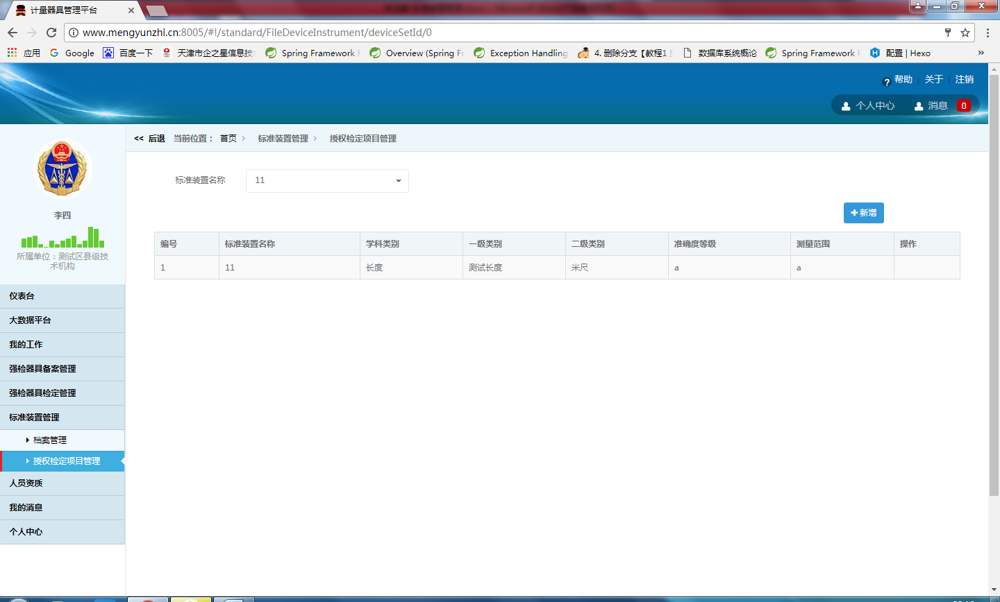 计量器具管理平台
www.mengyunzhi.cn:8005/#!/standard/FileDeviceInstrument/deviceSetId/0
应用 Google 百度一下 天津市企之星信息技 Spring Framework Overview (Spring Exception Handling 4. 删除分支【教程1 数据库系统概论 Spring Framework 配置 | Hexo »
帮助 关于 注销
个人中心 消息 0
<< 后退 当前位置： 首页 标准装置管理 授权检定项目管理
李四
所属单位：测试区县级技
术机构
仪表台
大数据平台
我的工作
强检器具备案管理
强检器具检定管理
标准装置管理
档案管理
授权检定项目管理
人员资质
我的消息
个人中心
标准装置名称 11
+新增
编号 标准装置名称 学科类别 一级类别 二级类别 准确度等级 测量范围 操作
1 11 长度 测试长度 米尺 a a